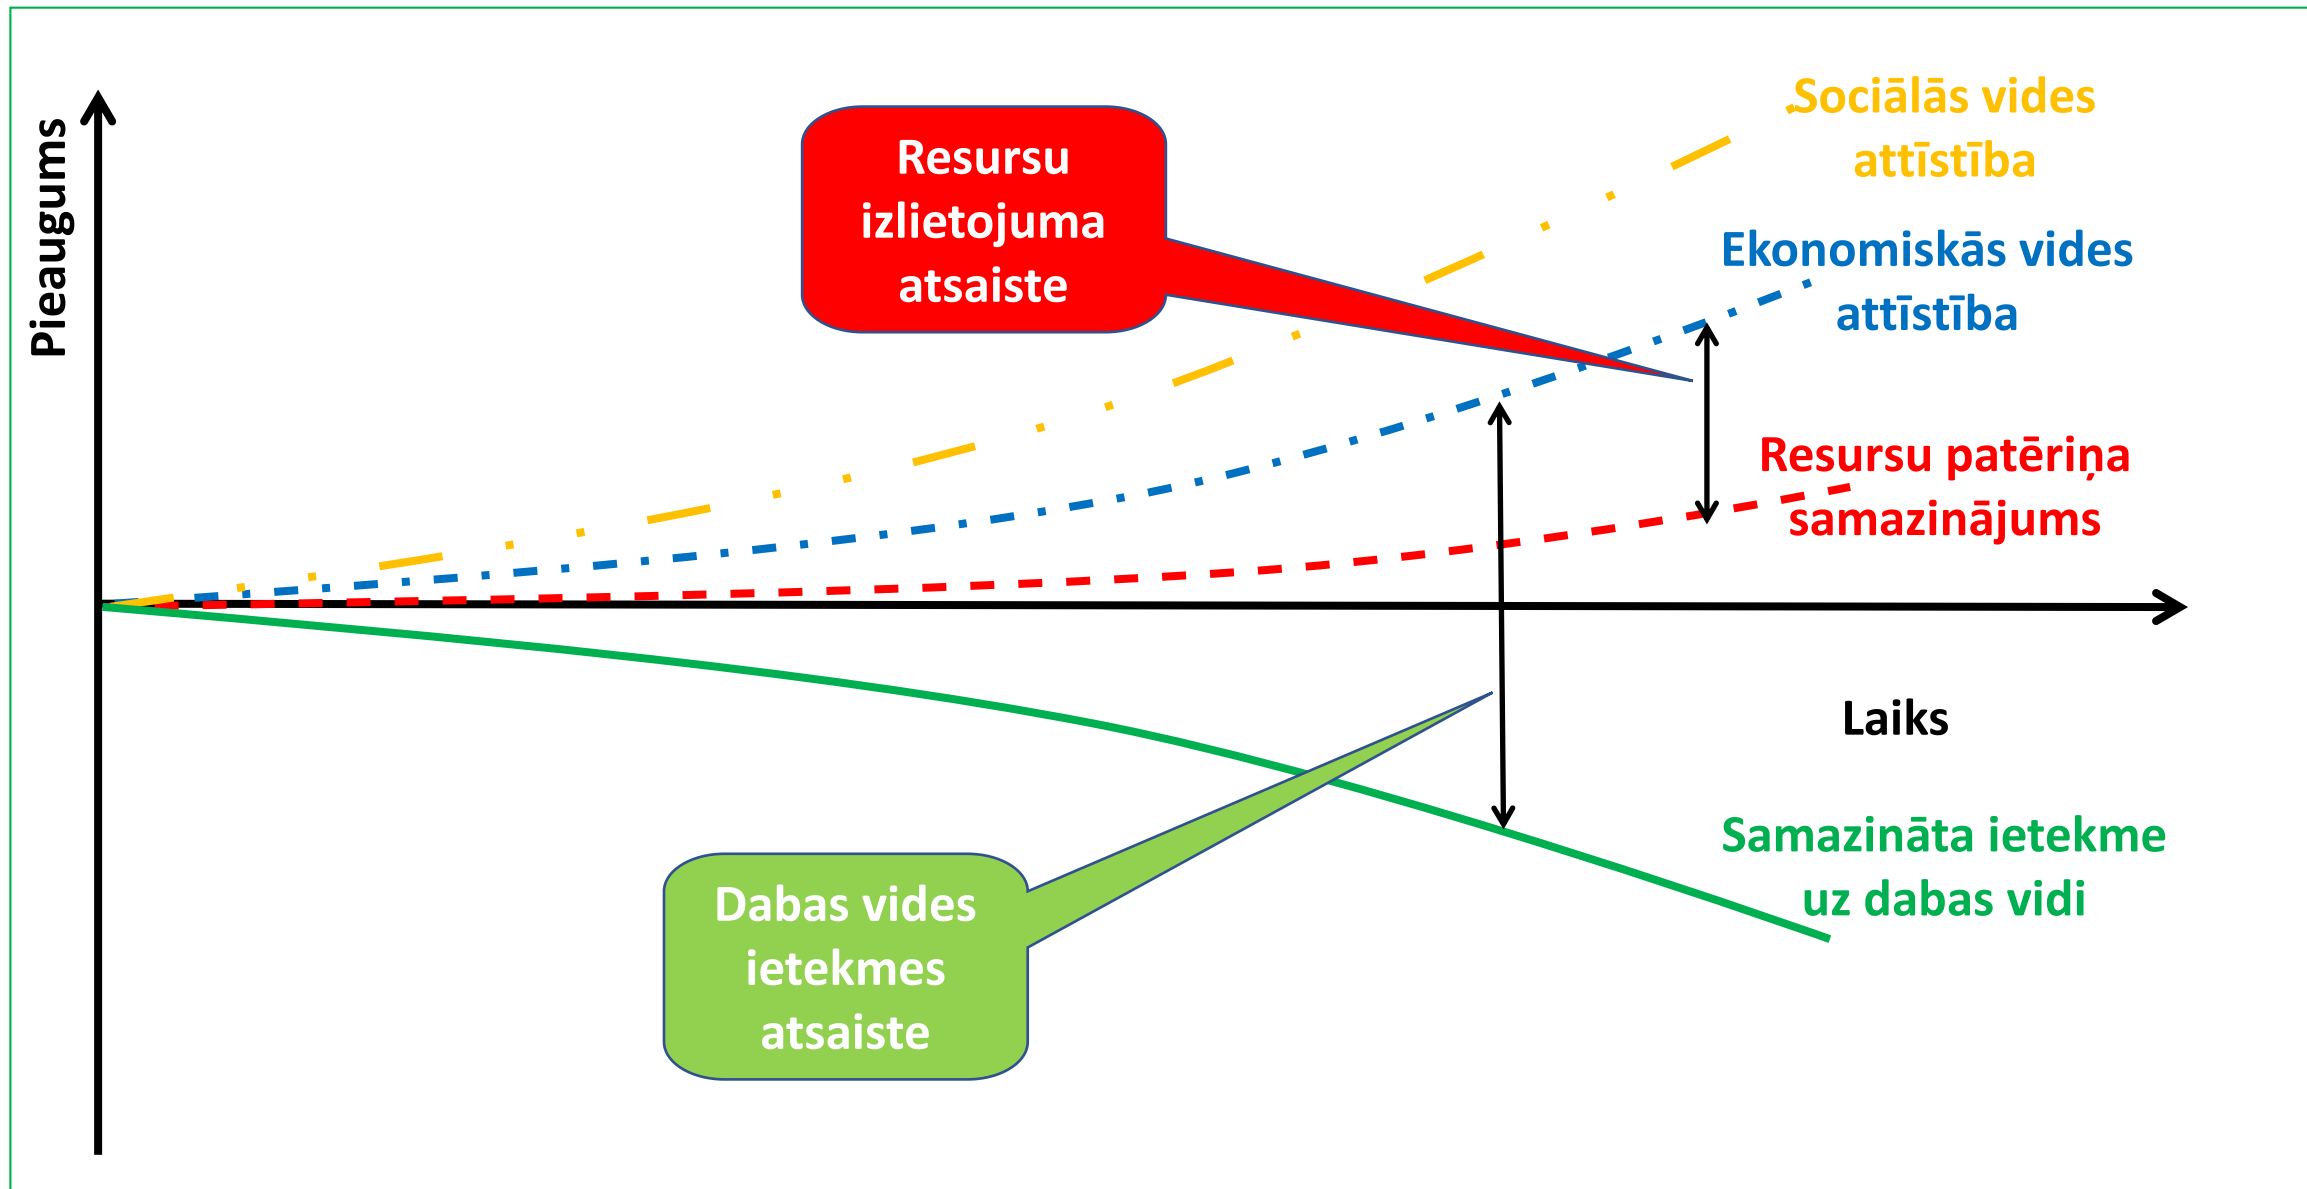 Pieaugums
Resursu
izlietojuma
atsaiste
Sociālās vides
attīstība
Ekonomiskās vides
attīstība
Resursu patēriņa
samazinājums
Laiks
Samazināta ietekme
uz dabas vidi
Dabas vides
ietekmes
atsaiste